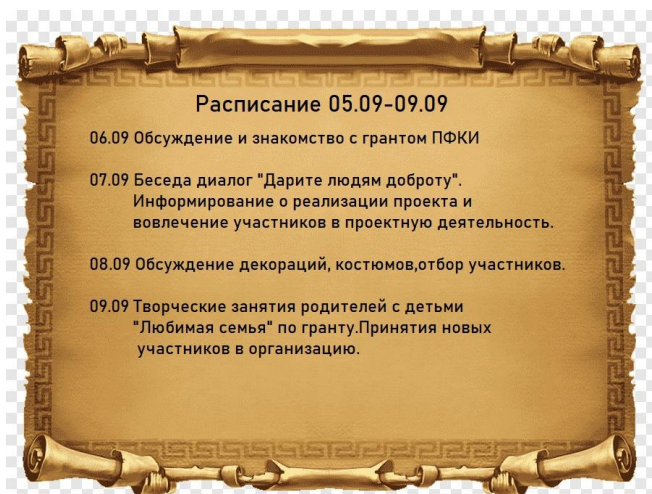 Расписание 05.09-09.09
06.09 Обсуждение и знакомство с грантом ПФКИ
07.09 Беседа диалог "Дарите людям доброту".
Информирование о реализации проекта и
вовлечение участников в проектную деятельность.
08.09 Обсуждение декораций, костюмов,отбор участников.
09.09 Творческие занятия родителей с детьми
"Любимая семья" по гранту.Принятия новых
участников в организацию.